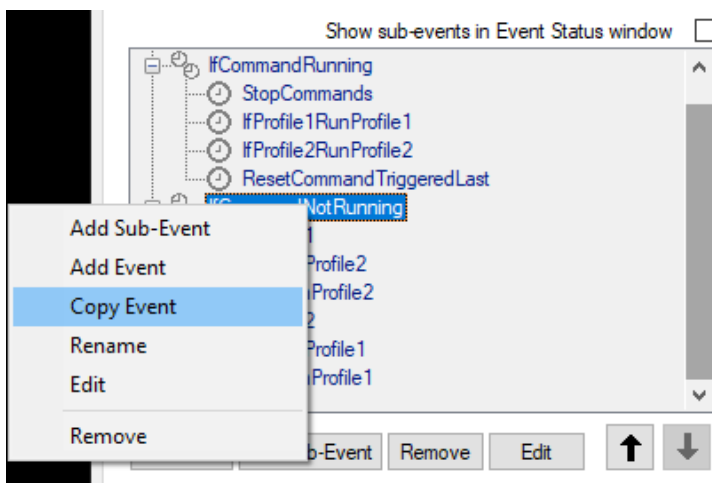 Show sub-events in Event Status window
IfCommandRunning
StopCommands
IfProfile1RunProfile1
IfProfile2RunProfile2
ResetCommandTriggeredLast
NotRunning
Add Sub-Event
1
Add Event
Profile2
Copy Event
Profile2
2
Rename
Profile1
Edit
Profile1
Remove
b-Event
Remove
Edit